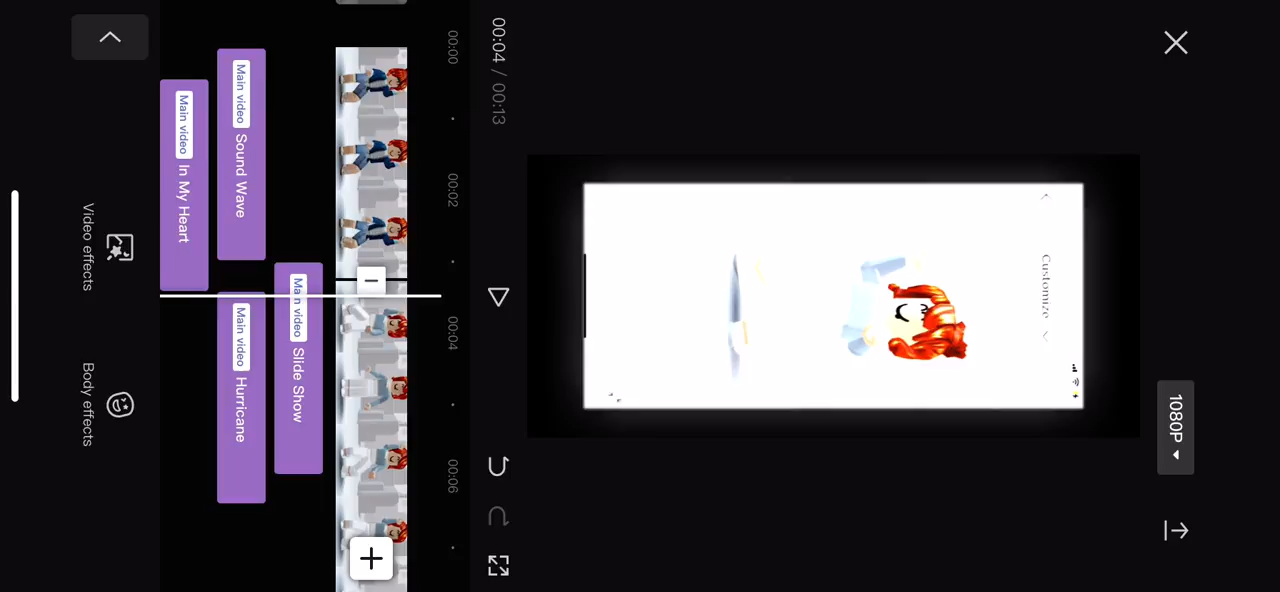 1080P
Customize
00:04 / 00:13
00:00
00:02
00:04
00:06
Main video Slide Show
Main video Sound Wave
Main video Hurricane
Main video In My Heart
Video effects
Body effects